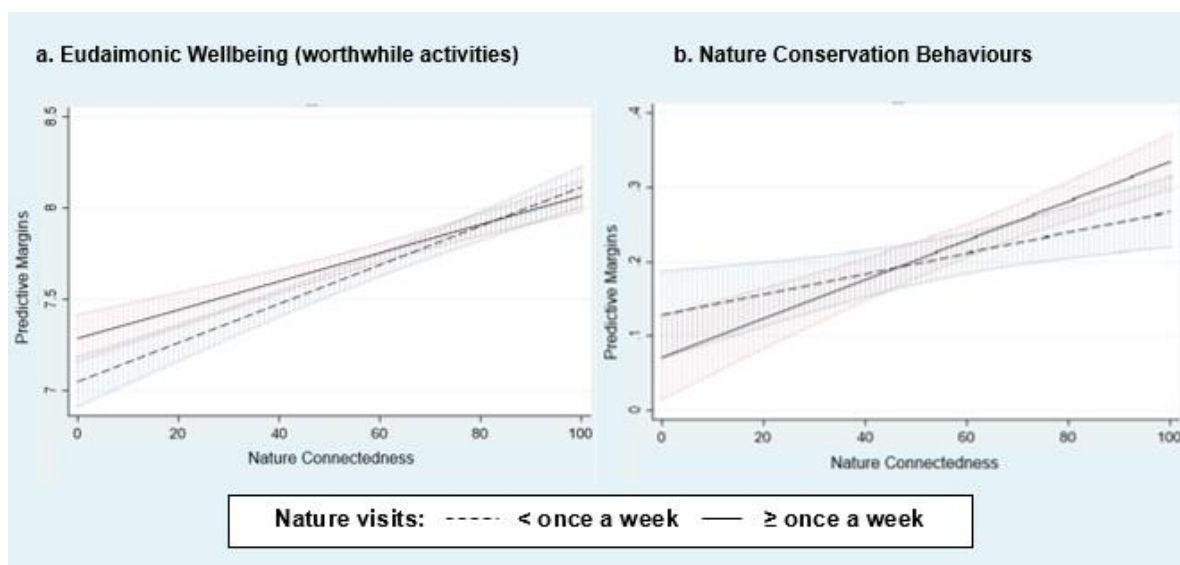 a. Eudaimonic Wellbeing (worthwhile activities)
b. Nature Conservation Behaviours
Predictive Margins
8.5
8
7.5
7
0 20 40 60 80 100
Nature Connectedness
Predictive Margins
.4
.3
.2
.1
0
0 20 40 60 80 100
Nature Connectedness
Nature visits: < once a week ≥ once a week